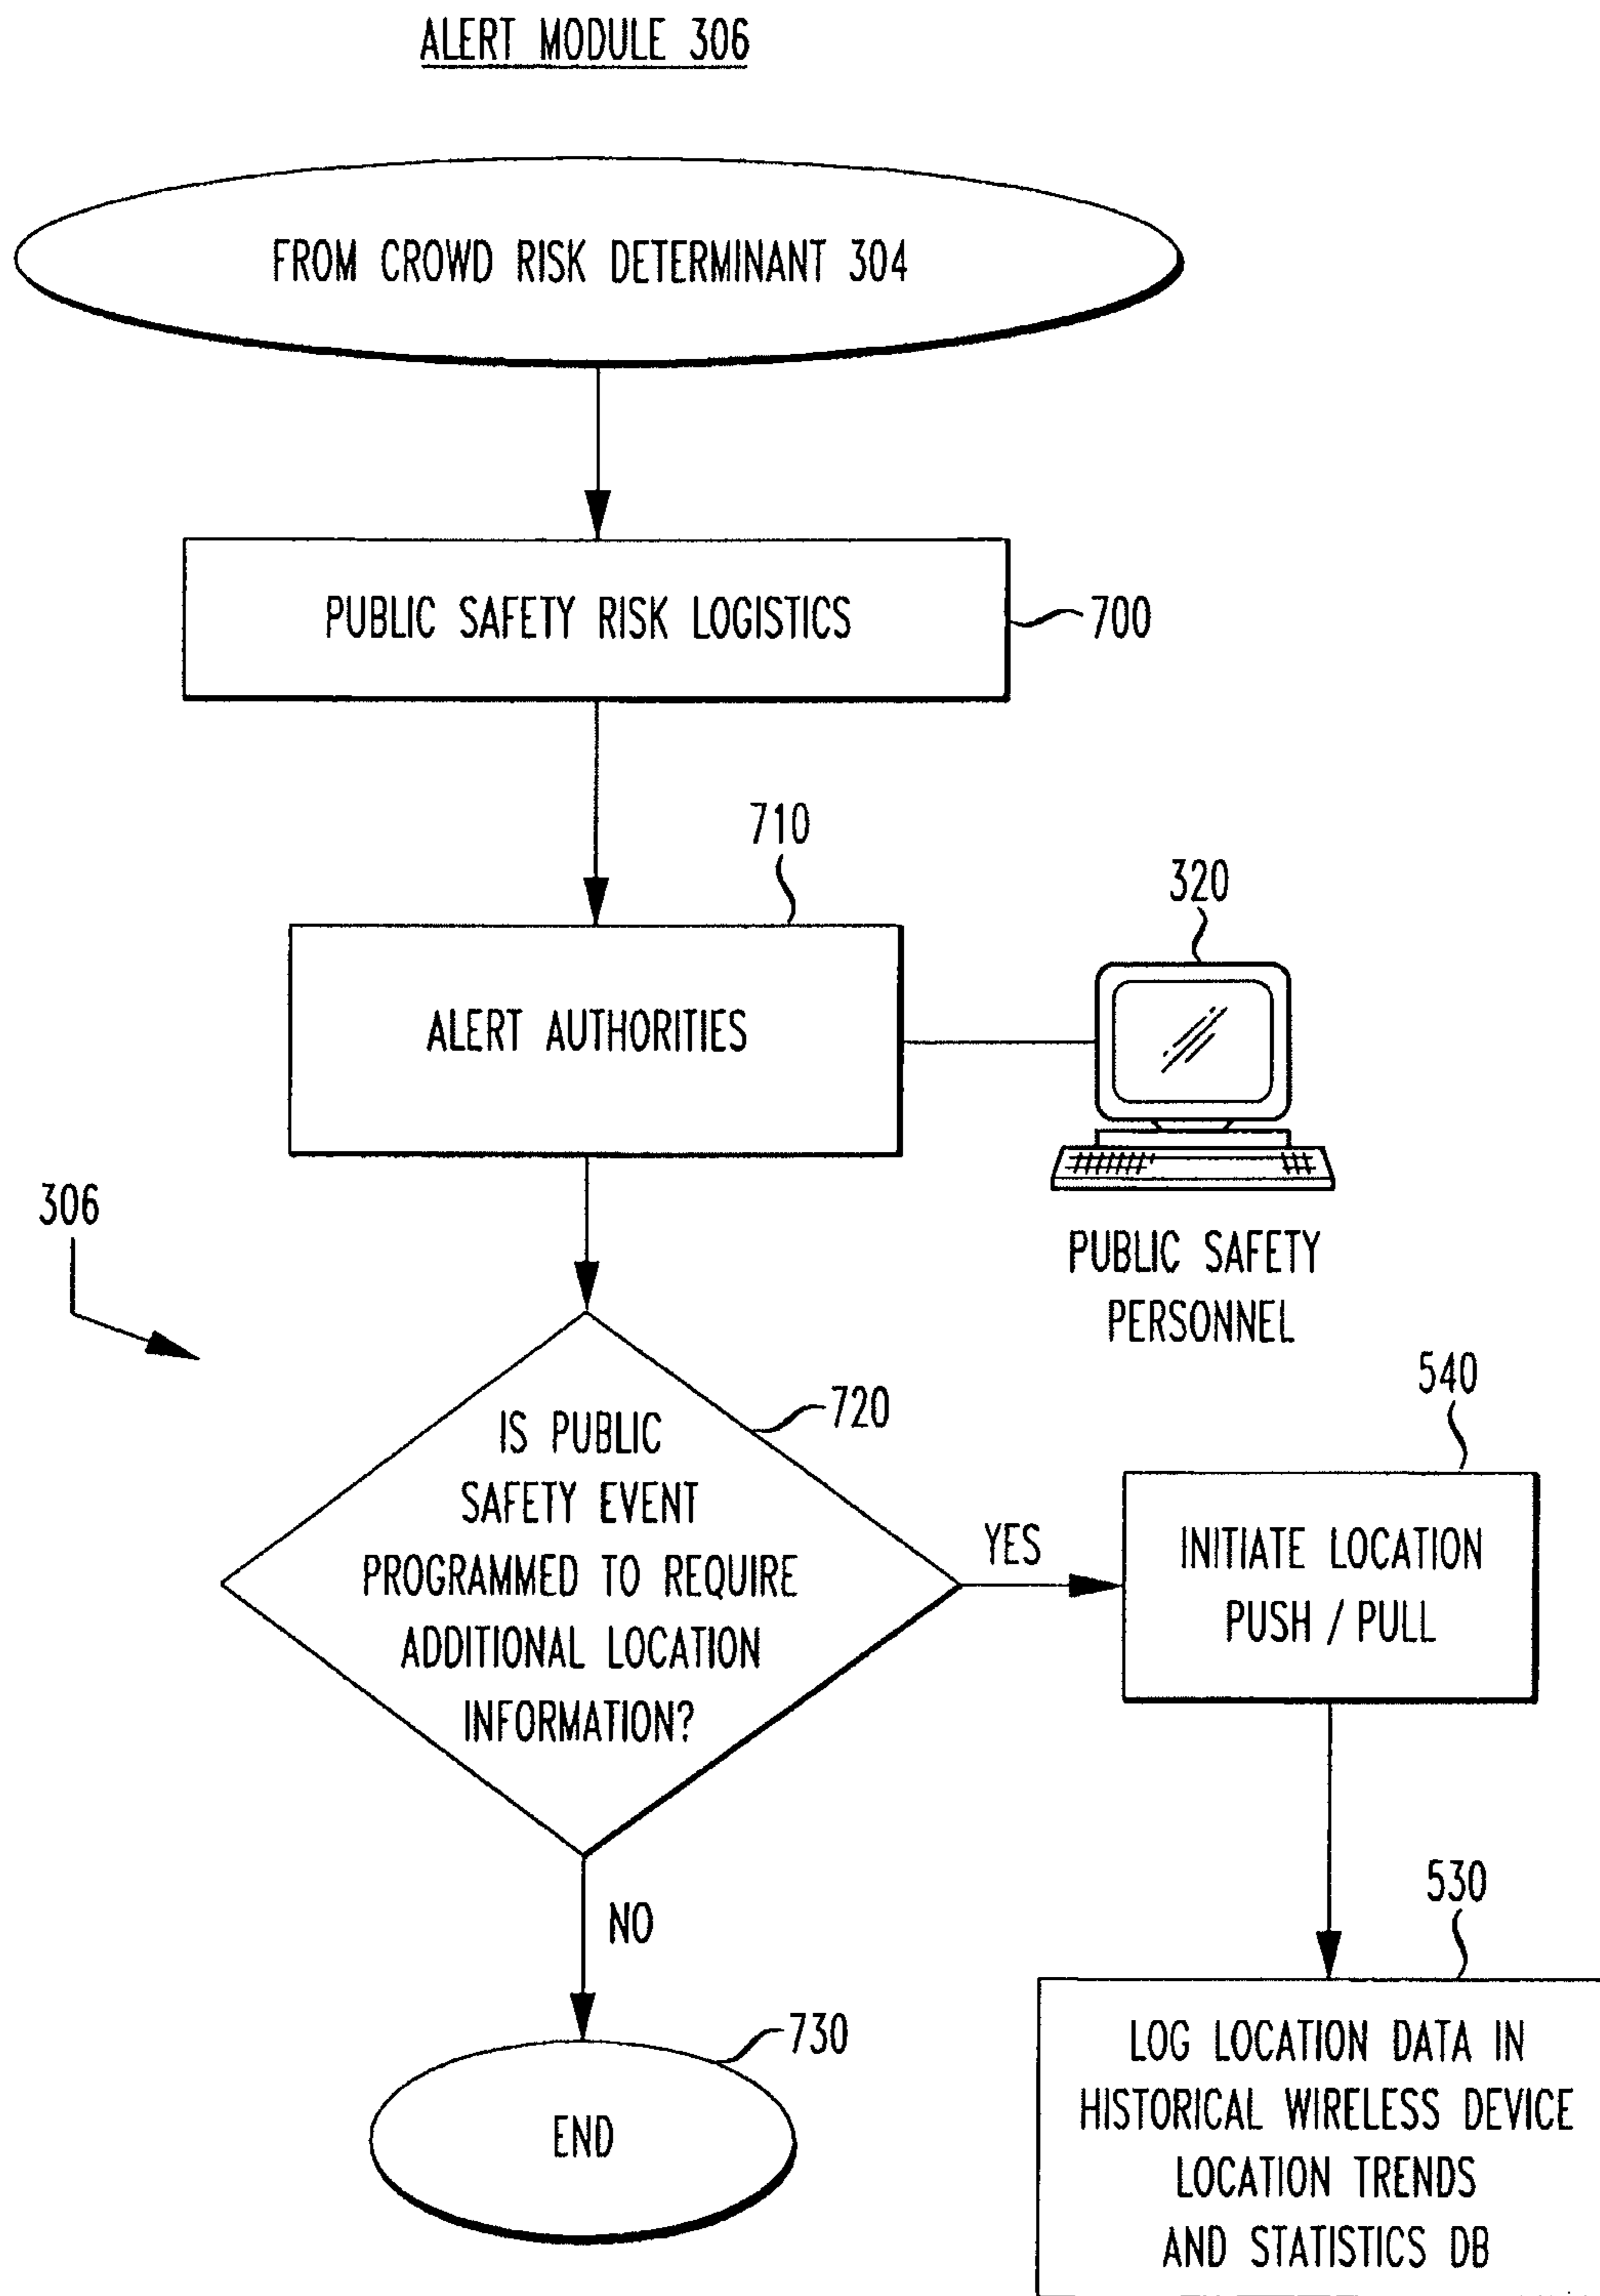 ALERT MODULE 306
FROM CROWD RISK DETERMINANT 304
PUBLIC SAFETY RISK LOGISTICS
700
710
ALERT AUTHORITIES
320
PUBLIC SAFETY
PERSONNEL
306
IS PUBLIC
SAFETY EVENT
PROGRAMMED TO REQUIRE
ADDITIONAL LOCATION
INFORMATION?
720
YES
540
INITIATE LOCATION
PUSH / PULL
NO
530
LOG LOCATION DATA IN
HISTORICAL WIRELESS DEVICE
LOCATION TRENDS
AND STATISTICS DB
730
END